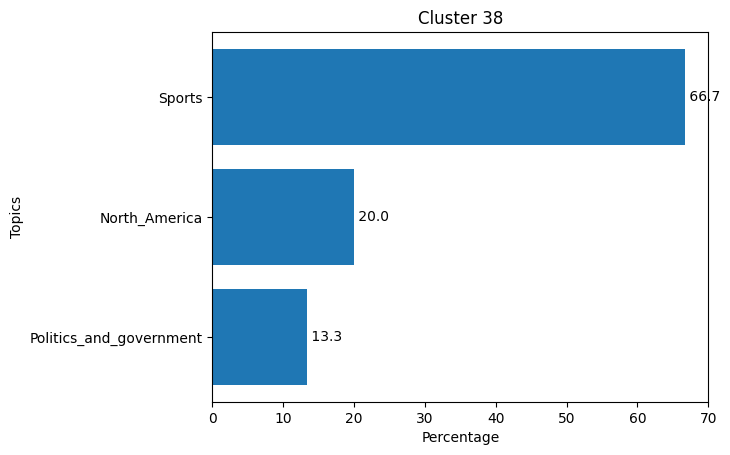 Cluster 38
Topics
Sports
66.7
North_America
20.0
Politics_and_government
13.3
0 10 20 30 40 50 60 70
Percentage